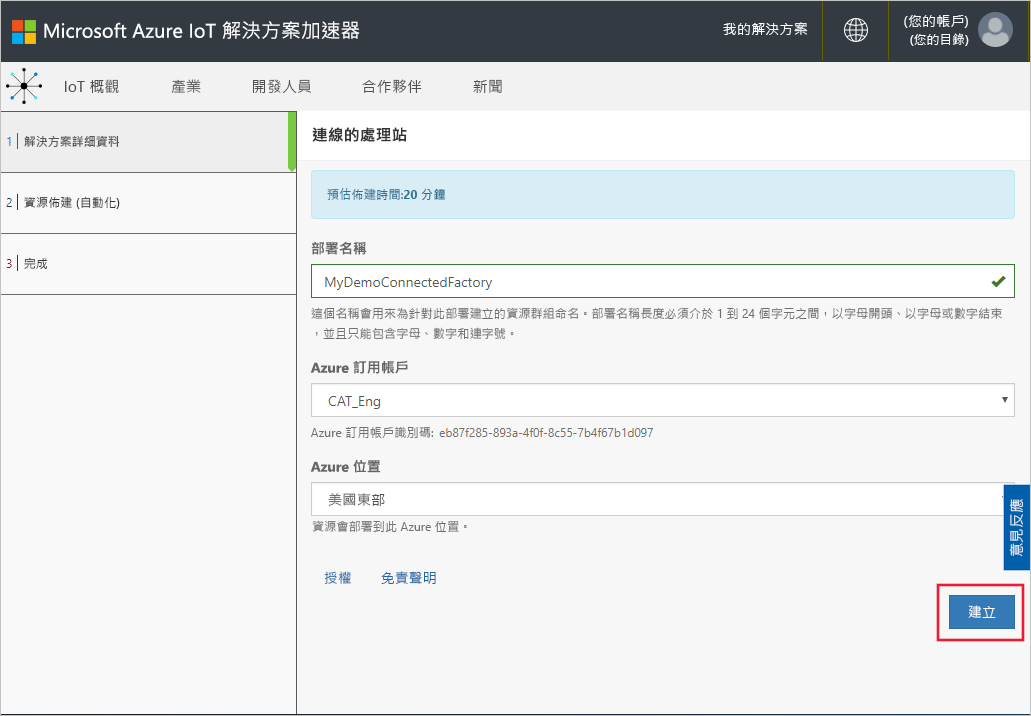 Microsoft Azure IoT 解決方案加速器
我的解決方案
(您的帳戶)
(您的目錄)
IoT 概觀
產業
開發人員
合作夥伴
新聞
1 | 解決方案詳細資料
2 | 資源佈建 (自動化)
3 | 完成
連線的處理站
預估佈建時間:20 分鐘
部署名稱
MyDemoConnectedFactory
這個名稱會用來為針對此部署建立的資源群組命名。部署名稱長度必須介於 1 到 24 個字元之間，以字母開頭、以字母或數字結束
，並且只能包含字母、數字和連字號。
Azure 訂用帳戶
CAT_Eng
Azure 訂用帳戶識別碼: eb87f285-893a-4f0f-8c55-7b4f67b1d097
Azure 位置
美國東部
資源會部署到此 Azure 位置。
意見反應
授權
免責聲明
建立